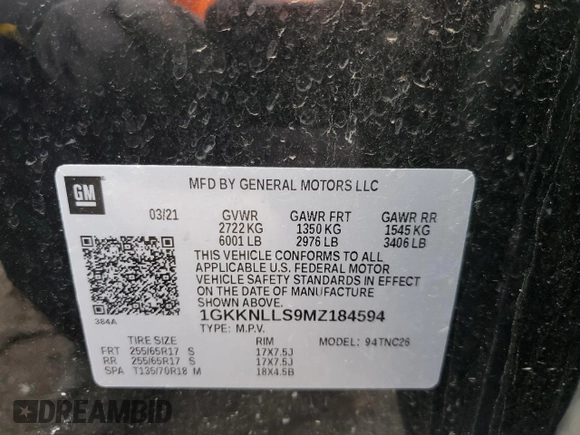 GM
MFD BY GENERAL MOTORS LLC
03/21 GVWR GAWR FRT GAWR RR
2722 KG 1350 KG 1545 KG
6001 LB 2976 LB 3406 LB
THIS VEHICLE CONFORMS TO ALL
APPLICABLE U.S. FEDERAL MOTOR
VEHICLE SAFETY STANDARDS IN EFFECT
ON THE DATE OF MANUFACTURE
SHOWN ABOVE.
384A
1GKKNLLS9MZ184594
TYPE: M.P.V. MODEL: 94TNC26
TIRE SIZE RIM
FRT 255/65R17 S 17X7.5J
RR 255/65R17 S 17X7.5J
SPA T135/70R18 M 18X4.5B
DREAMBID